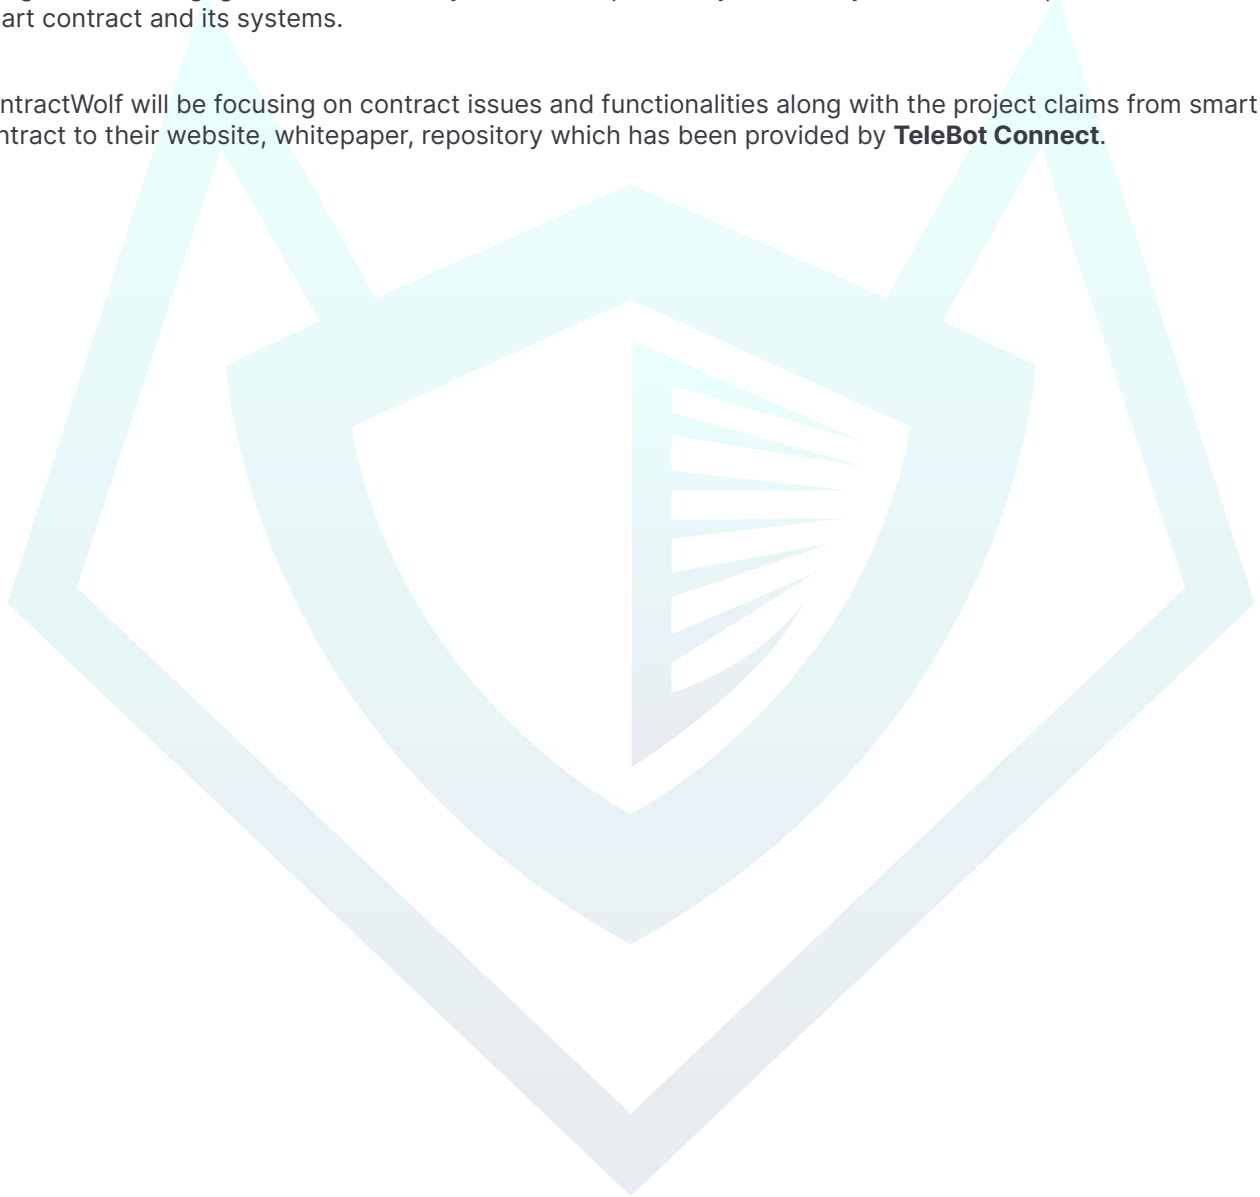 art contract and its systems.
ntractWolf will be focusing on contract issues and functionalities along with the project claims from smart
ntract to their website, whitepaper, repository which has been provided by TeleBot Connect.